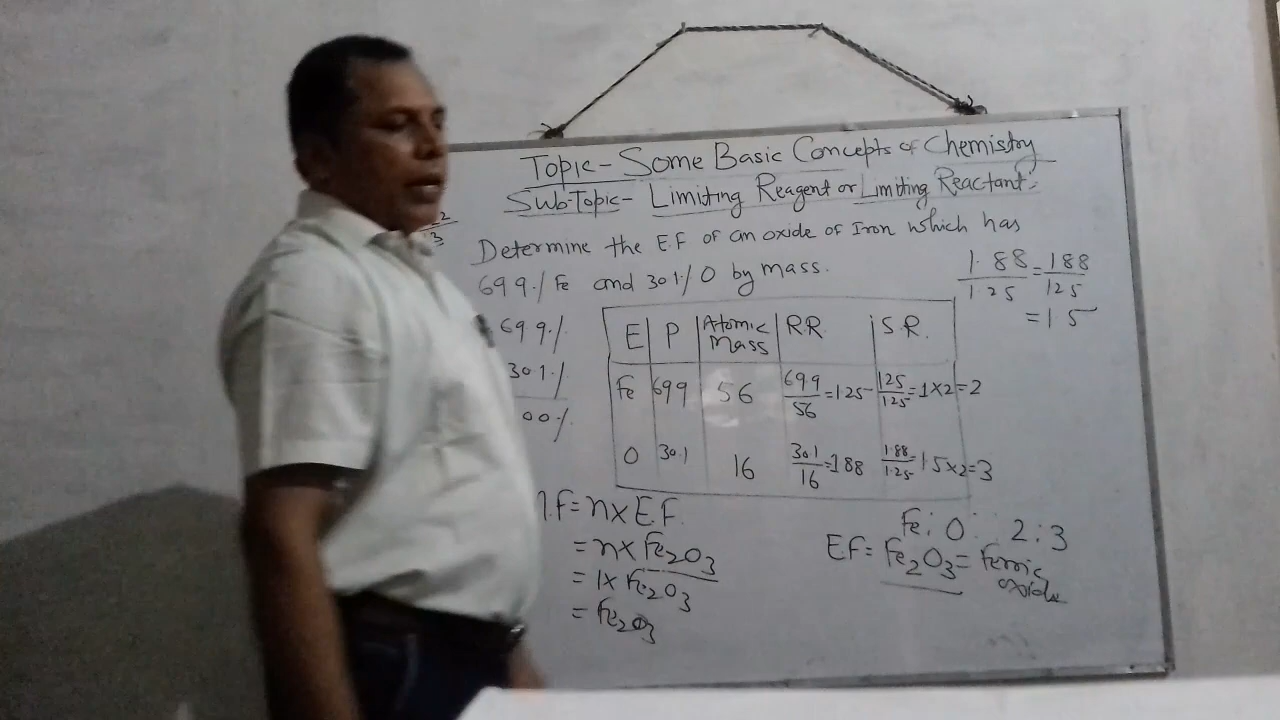 Topic - Some Basic Concepts of Chemistry
Sub-Topic - Limiting Reagent or Limiting Reactant.
Determine the EF of an oxide of Iron which has
69.9% Fe and 30.1% O by mass.
1.88/1.25 = 188/125
= 1.5
2
3
69.9%
30.1%
00%
E | P | Atomic Mass | RR | S.R.
Fe | 69.9 | 56 | 69.9/56 = 1.25 | 1.25/1.25 = 1 x 2 = 2
O | 30.1 | 16 | 30.1/16 = 1.88 | 1.88/1.25 = 1.5 x 2 = 3
M.F = n x E.F.
= n x Fe₂O₃
= 1 x Fe₂O₃
= Fe₂O₃
Fe : O : 2 : 3
EF = Fe₂O₃ = Ferric oxide